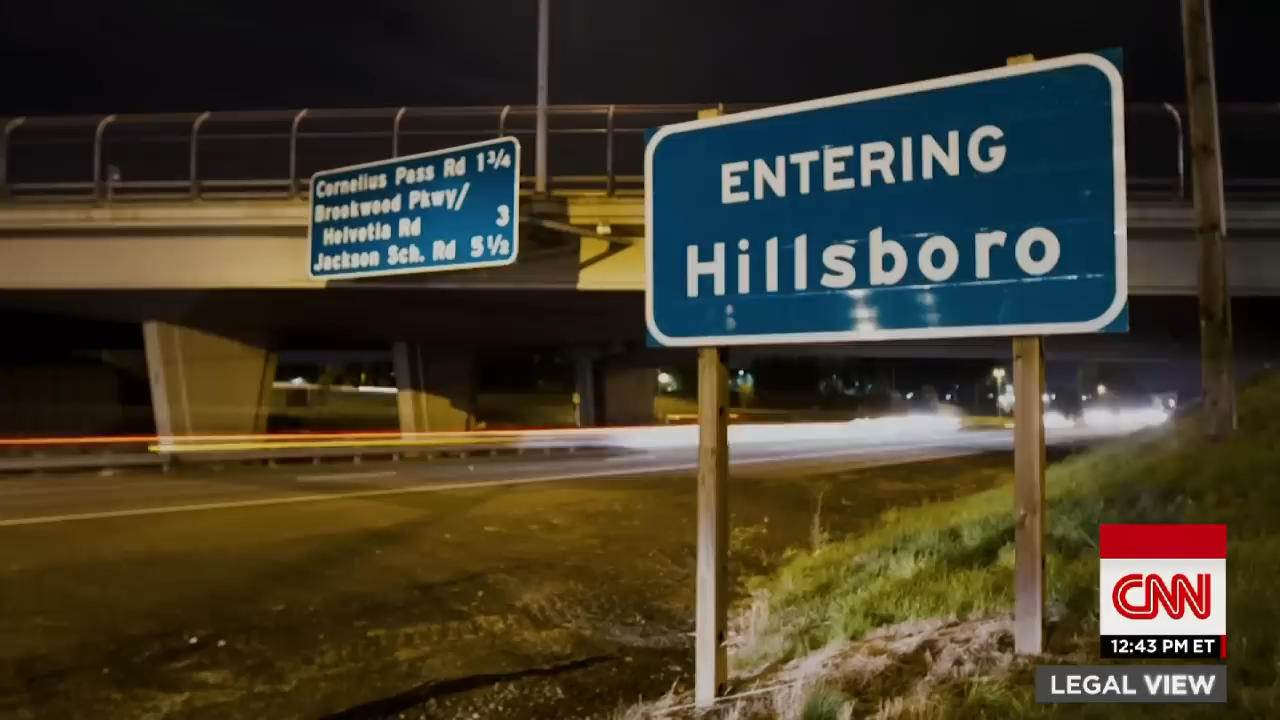 Cornelius Pass Rd 1¾
Brookwood Pkwy/
Helvetia Rd 3
Jackson Sch. Rd 5½
ENTERING
Hillsboro
CNN
12:43 PM ET
LEGAL VIEW